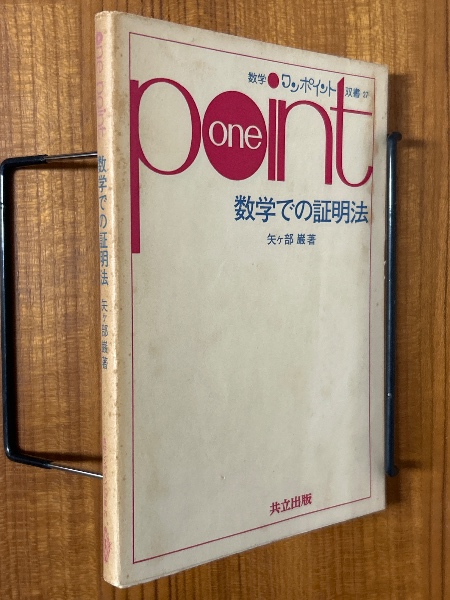 数学ワンポイント双書 37
point
one
数学での証明法
矢ヶ部 巌 著
共立出版
数学での証明法 矢ヶ部 巌 著